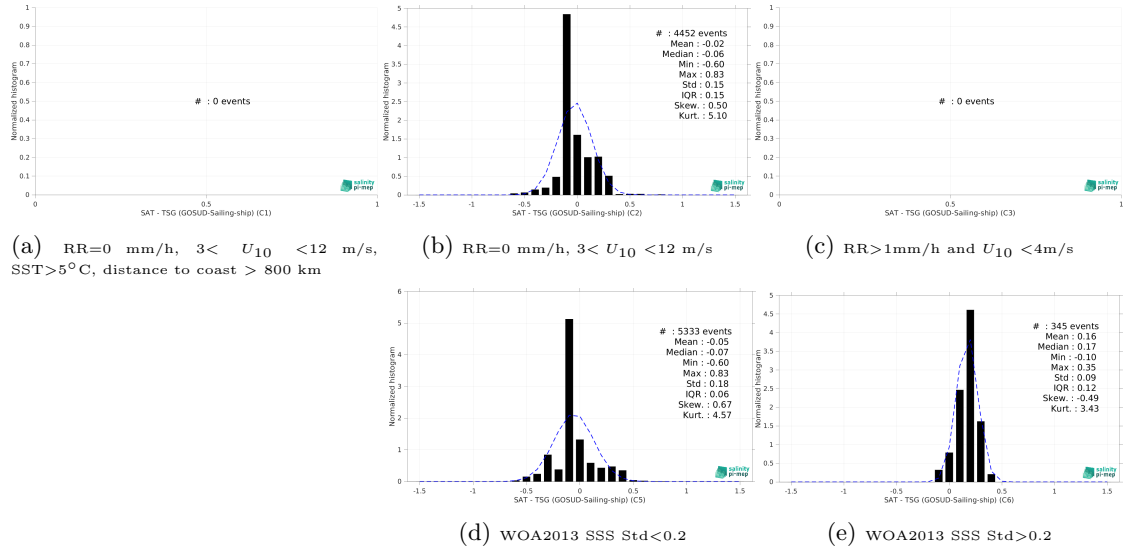 1
0.9
0.8
0.7
0.6
0.5
0.4
0.3
0.2
0.1
0
Normalized histogram
# : 0 events
0 0.5 1
SAT - TSG (GOSUD-Sailing-ship) (C1)
salinity
pi-mep
(a) RR=0 mm/h, 3< U10 <12 m/s,
SST>5°C, distance to coast > 800 km
5
4.5
4
3.5
3
2.5
2
1.5
1
0.5
0
Normalized histogram
# : 4452 events
Mean : -0.02
Median : -0.06
Min : -0.60
Max : 0.83
Std : 0.15
IQR : 0.15
Skew. : 0.50
Kurt. : 5.10
-1.5 -1 -0.5 0 0.5 1 1.5
SAT - TSG (GOSUD-Sailing-ship) (C2)
salinity
pi-mep
(b) RR=0 mm/h, 3< U10 <12 m/s
1
0.9
0.8
0.7
0.6
0.5
0.4
0.3
0.2
0.1
0
Normalized histogram
# : 0 events
0 0.5 1
SAT - TSG (GOSUD-Sailing-ship) (C3)
salinity
pi-mep
(c) RR>1mm/h and U10 <4m/s
6
5
4
3
2
1
0
Normalized histogram
# : 5333 events
Mean : -0.05
Median : -0.07
Min : -0.60
Max : 0.83
Std : 0.18
IQR : 0.06
Skew. : 0.67
Kurt. : 4.57
-1.5 -1 -0.5 0 0.5 1 1.5
SAT - TSG (GOSUD-Sailing-ship) (C5)
salinity
pi-mep
(d) WOA2013 SSS Std<0.2
5
4.5
4
3.5
3
2.5
2
1.5
1
0.5
0
Normalized histogram
# : 345 events
Mean : 0.16
Median : 0.17
Min : -0.10
Max : 0.35
Std : 0.09
IQR : 0.12
Skew. : -0.49
Kurt. : 3.43
-1.5 -1 -0.5 0 0.5 1 1.5
SAT - TSG (GOSUD-Sailing-ship) (C6)
salinity
pi-mep
(e) WOA2013 SSS Std>0.2